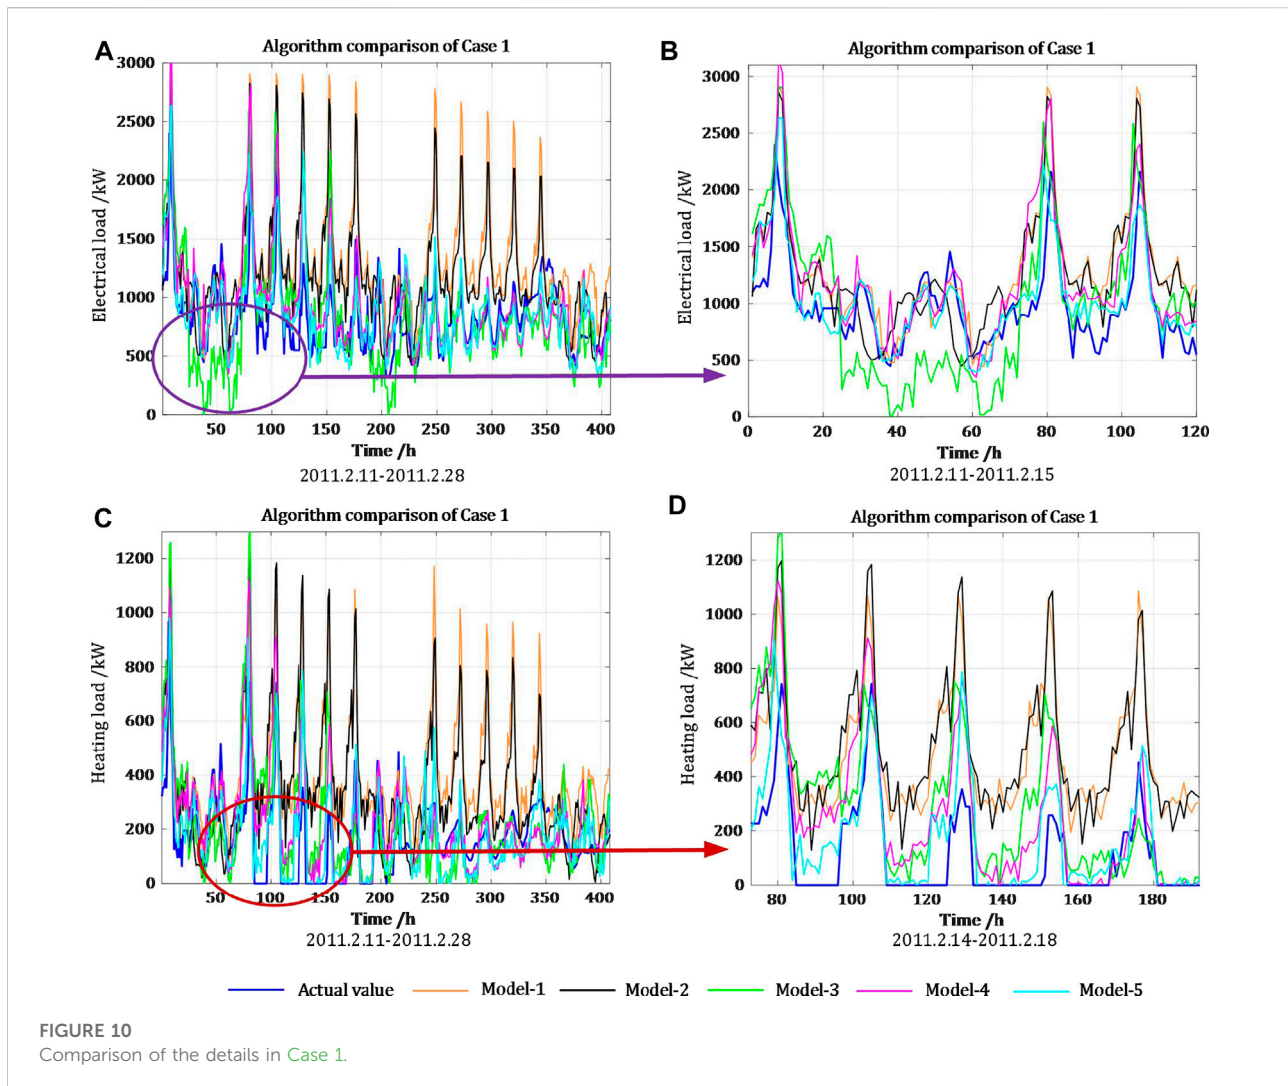 A
Algorithm comparison of Case 1
Electrical load /kW
3000
2500
2000
1500
1000
500
0
50 100 150 200 250 300 350 400
Time /h
2011.2.11-2011.2.28
B
Algorithm comparison of Case 1
Electrical load /kW
3000
2500
2000
1500
1000
500
0
0 20 40 60 80 100 120
Time /h
2011.2.11-2011.2.15
C
Algorithm comparison of Case 1
Heating load /kW
1200
1000
800
600
400
200
0
50 100 150 200 250 300 350 400
Time /h
2011.2.11-2011.2.28
D
Algorithm comparison of Case 1
Heating load /kW
1200
1000
800
600
400
200
0
80 100 120 140 160 180
Time /h
2011.2.14-2011.2.18
Actual value Model-1 Model-2 Model-3 Model-4 Model-5
FIGURE 10
Comparison of the details in Case 1.